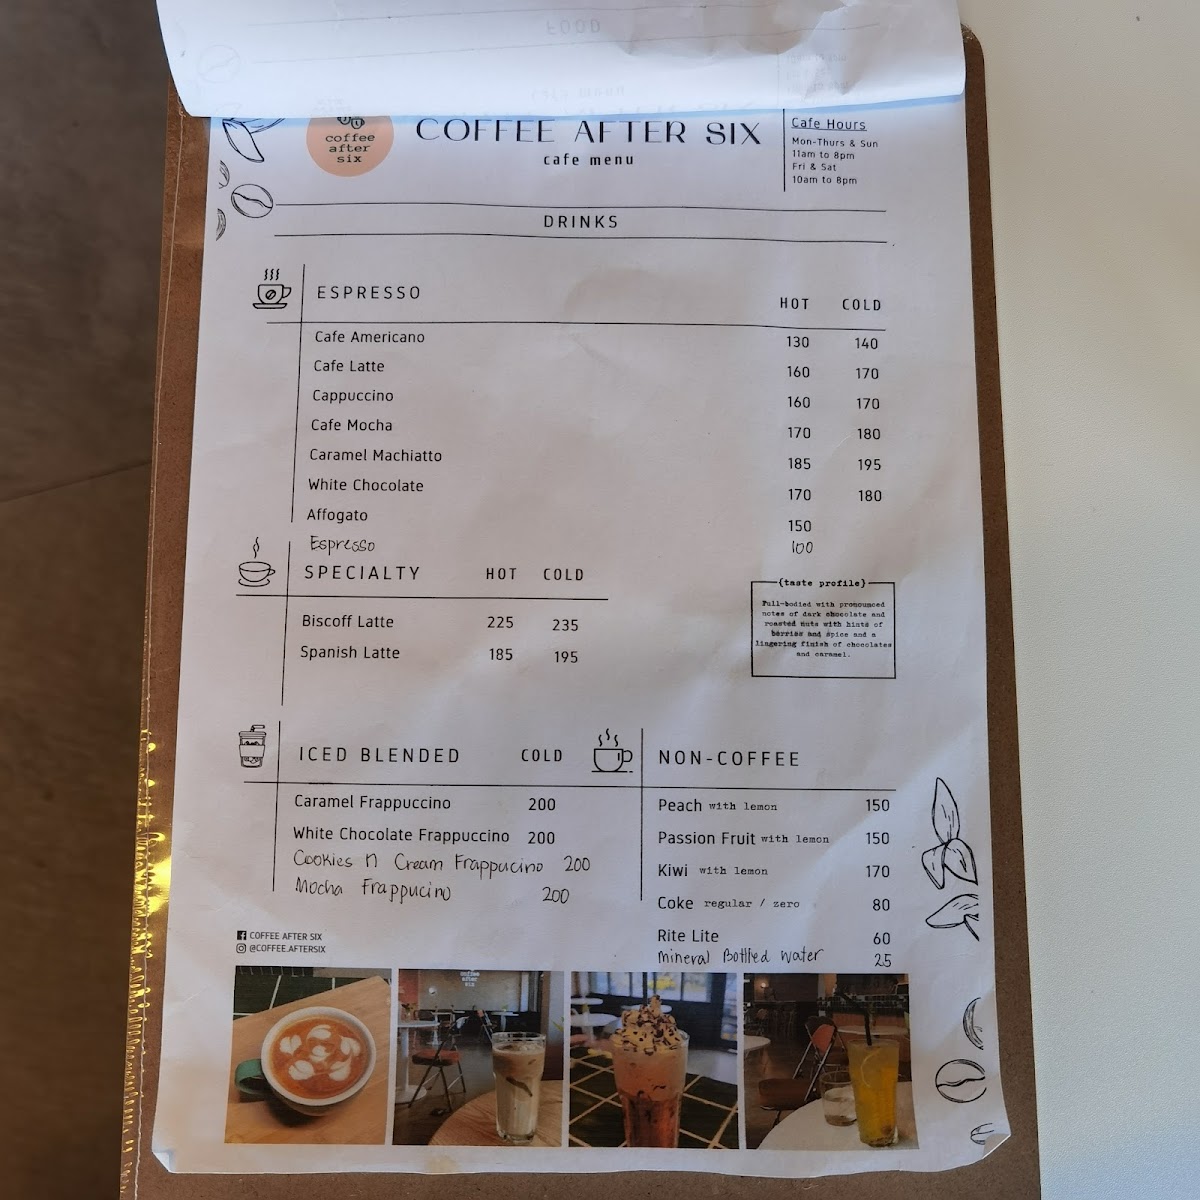 FOOD
coffee
after
six
COFFEE AFTER SIX
cafe menu
Cafe Hours
Mon-Thurs & Sun
11am to 8pm
Fri & Sat
10am to 8pm
DRINKS
ESPRESSO HOT COLD
Cafe Americano 130 140
Cafe Latte 160 170
Cappuccino 160 170
Cafe Mocha 170 180
Caramel Machiatto 185 195
White Chocolate 170 180
Affogato 150
Espresso 100
SPECIALTY HOT COLD
Biscoff Latte 225 235
Spanish Latte 185 195
{taste profile}
Full-bodied with pronounced
notes of dark chocolate and
roasted nuts with hints of
berries and spice and a
lingering finish of chocolates
and caramel.
ICED BLENDED COLD
Caramel Frappuccino 200
White Chocolate Frappuccino 200
Cookies n Cream Frappucino 200
Mocha Frappucino 200
NON-COFFEE
Peach with lemon 150
Passion Fruit with lemon 150
Kiwi with lemon 170
Coke regular / zero 80
Rite Lite 60
mineral Bottled water 25
COFFEE AFTER SIX
@COFFEE.AFTERSIX
coffee
after
six